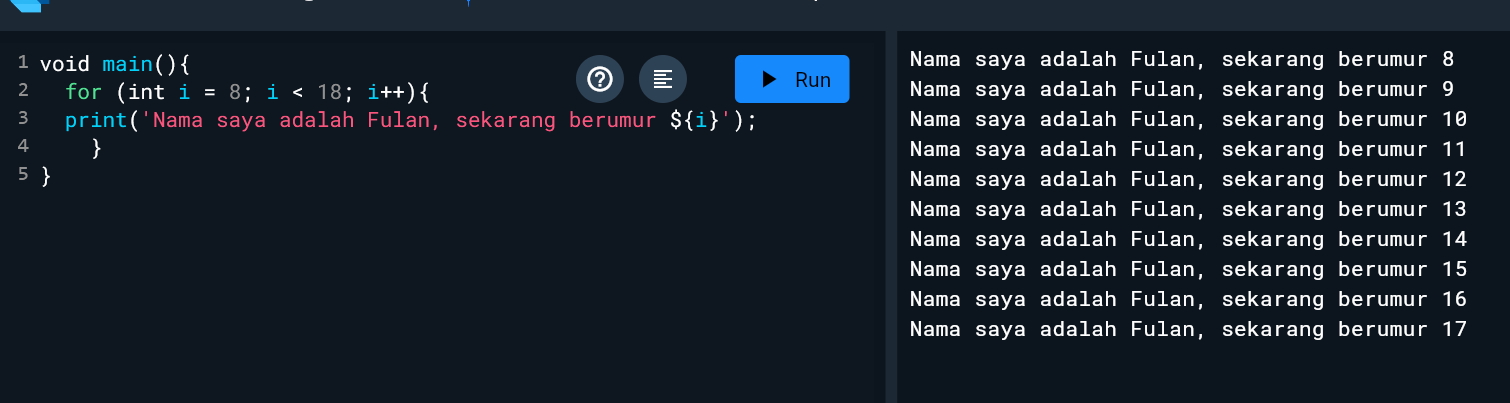 1 void main(){
2 for (int i = 8; i < 18; i++){
3 print('Nama saya adalah Fulan, sekarang berumur ${i}');
4 }
5 }
Run
Nama saya adalah Fulan, sekarang berumur 8
Nama saya adalah Fulan, sekarang berumur 9
Nama saya adalah Fulan, sekarang berumur 10
Nama saya adalah Fulan, sekarang berumur 11
Nama saya adalah Fulan, sekarang berumur 12
Nama saya adalah Fulan, sekarang berumur 13
Nama saya adalah Fulan, sekarang berumur 14
Nama saya adalah Fulan, sekarang berumur 15
Nama saya adalah Fulan, sekarang berumur 16
Nama saya adalah Fulan, sekarang berumur 17